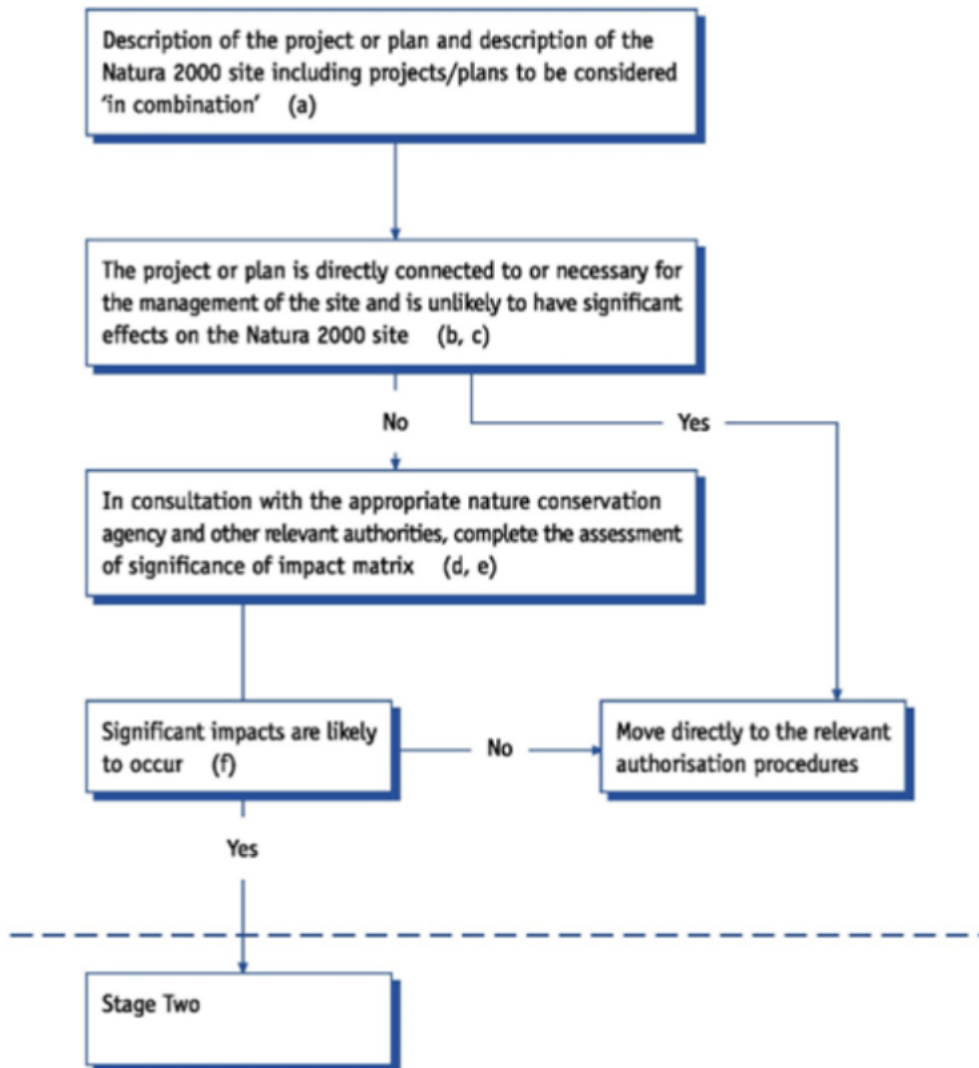 Description of the project or plan and description of the
Natura 2000 site including projects/plans to be considered
‘in combination’ (a)
The project or plan is directly connected to or necessary for
the management of the site and is unlikely to have significant
effects on the Natura 2000 site (b, c)
No
Yes
In consultation with the appropriate nature conservation
agency and other relevant authorities, complete the assessment
of significance of impact matrix (d, e)
Significant impacts are likely
to occur (f)
No
Move directly to the relevant
authorisation procedures
Yes
Stage Two